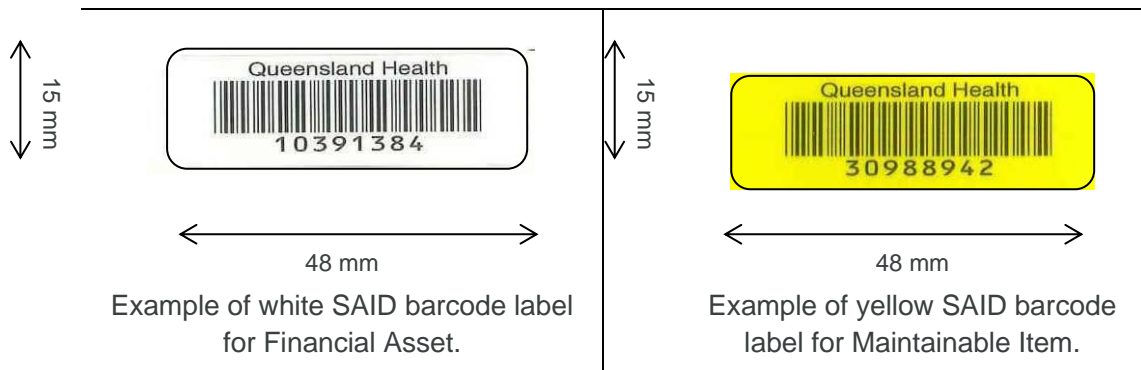 15 mm
Queensland Health
10391384
48 mm
Example of white SAID barcode label
for Financial Asset.
15 mm
Queensland Health
30988942
48 mm
Example of yellow SAID barcode
label for Maintainable Item.